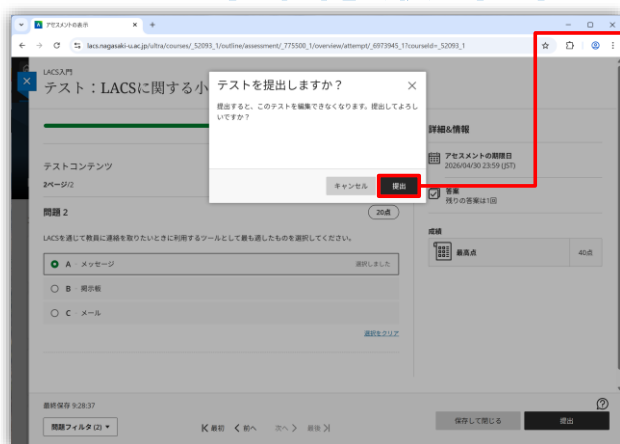 アセスメントの表示
lacs.nagasaki-u.ac.jp/ultra/courses/_52093_1/outline/assessment/_775500_1/overview/attempt/_6973945_1?courseId=_52093_1
LACS入門
テスト：LACSに関する小
テストを提出しますか？
提出すると、このテストを編集できなくなります。提出してよろし
いですか？
キャンセル
提出
詳細&情報
アセスメントの期限日
2026/04/30 23:59 (JST)
答案
残りの答案は1回
成績
最高点
40点
テストコンテンツ
2ページ/2
問題 2
20点
LACSを通じて教員に連絡を取りたいときに利用するツールとして最も適したものを選択してください。
A メッセージ
選択しました
B 掲示板
C メール
選択をクリア
最終保存 9:28:37
問題フィルタ (2) ▼
最初
前へ
次へ
最後
保存して閉じる
提出